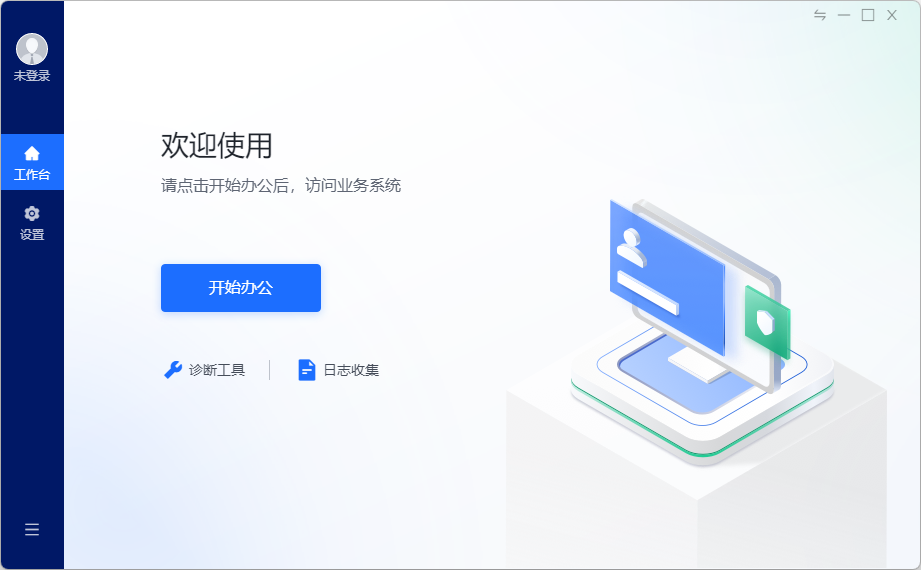 未登录
工作台
设置
欢迎使用
请点击开始办公后，访问业务系统
开始办公
诊断工具
日志收集